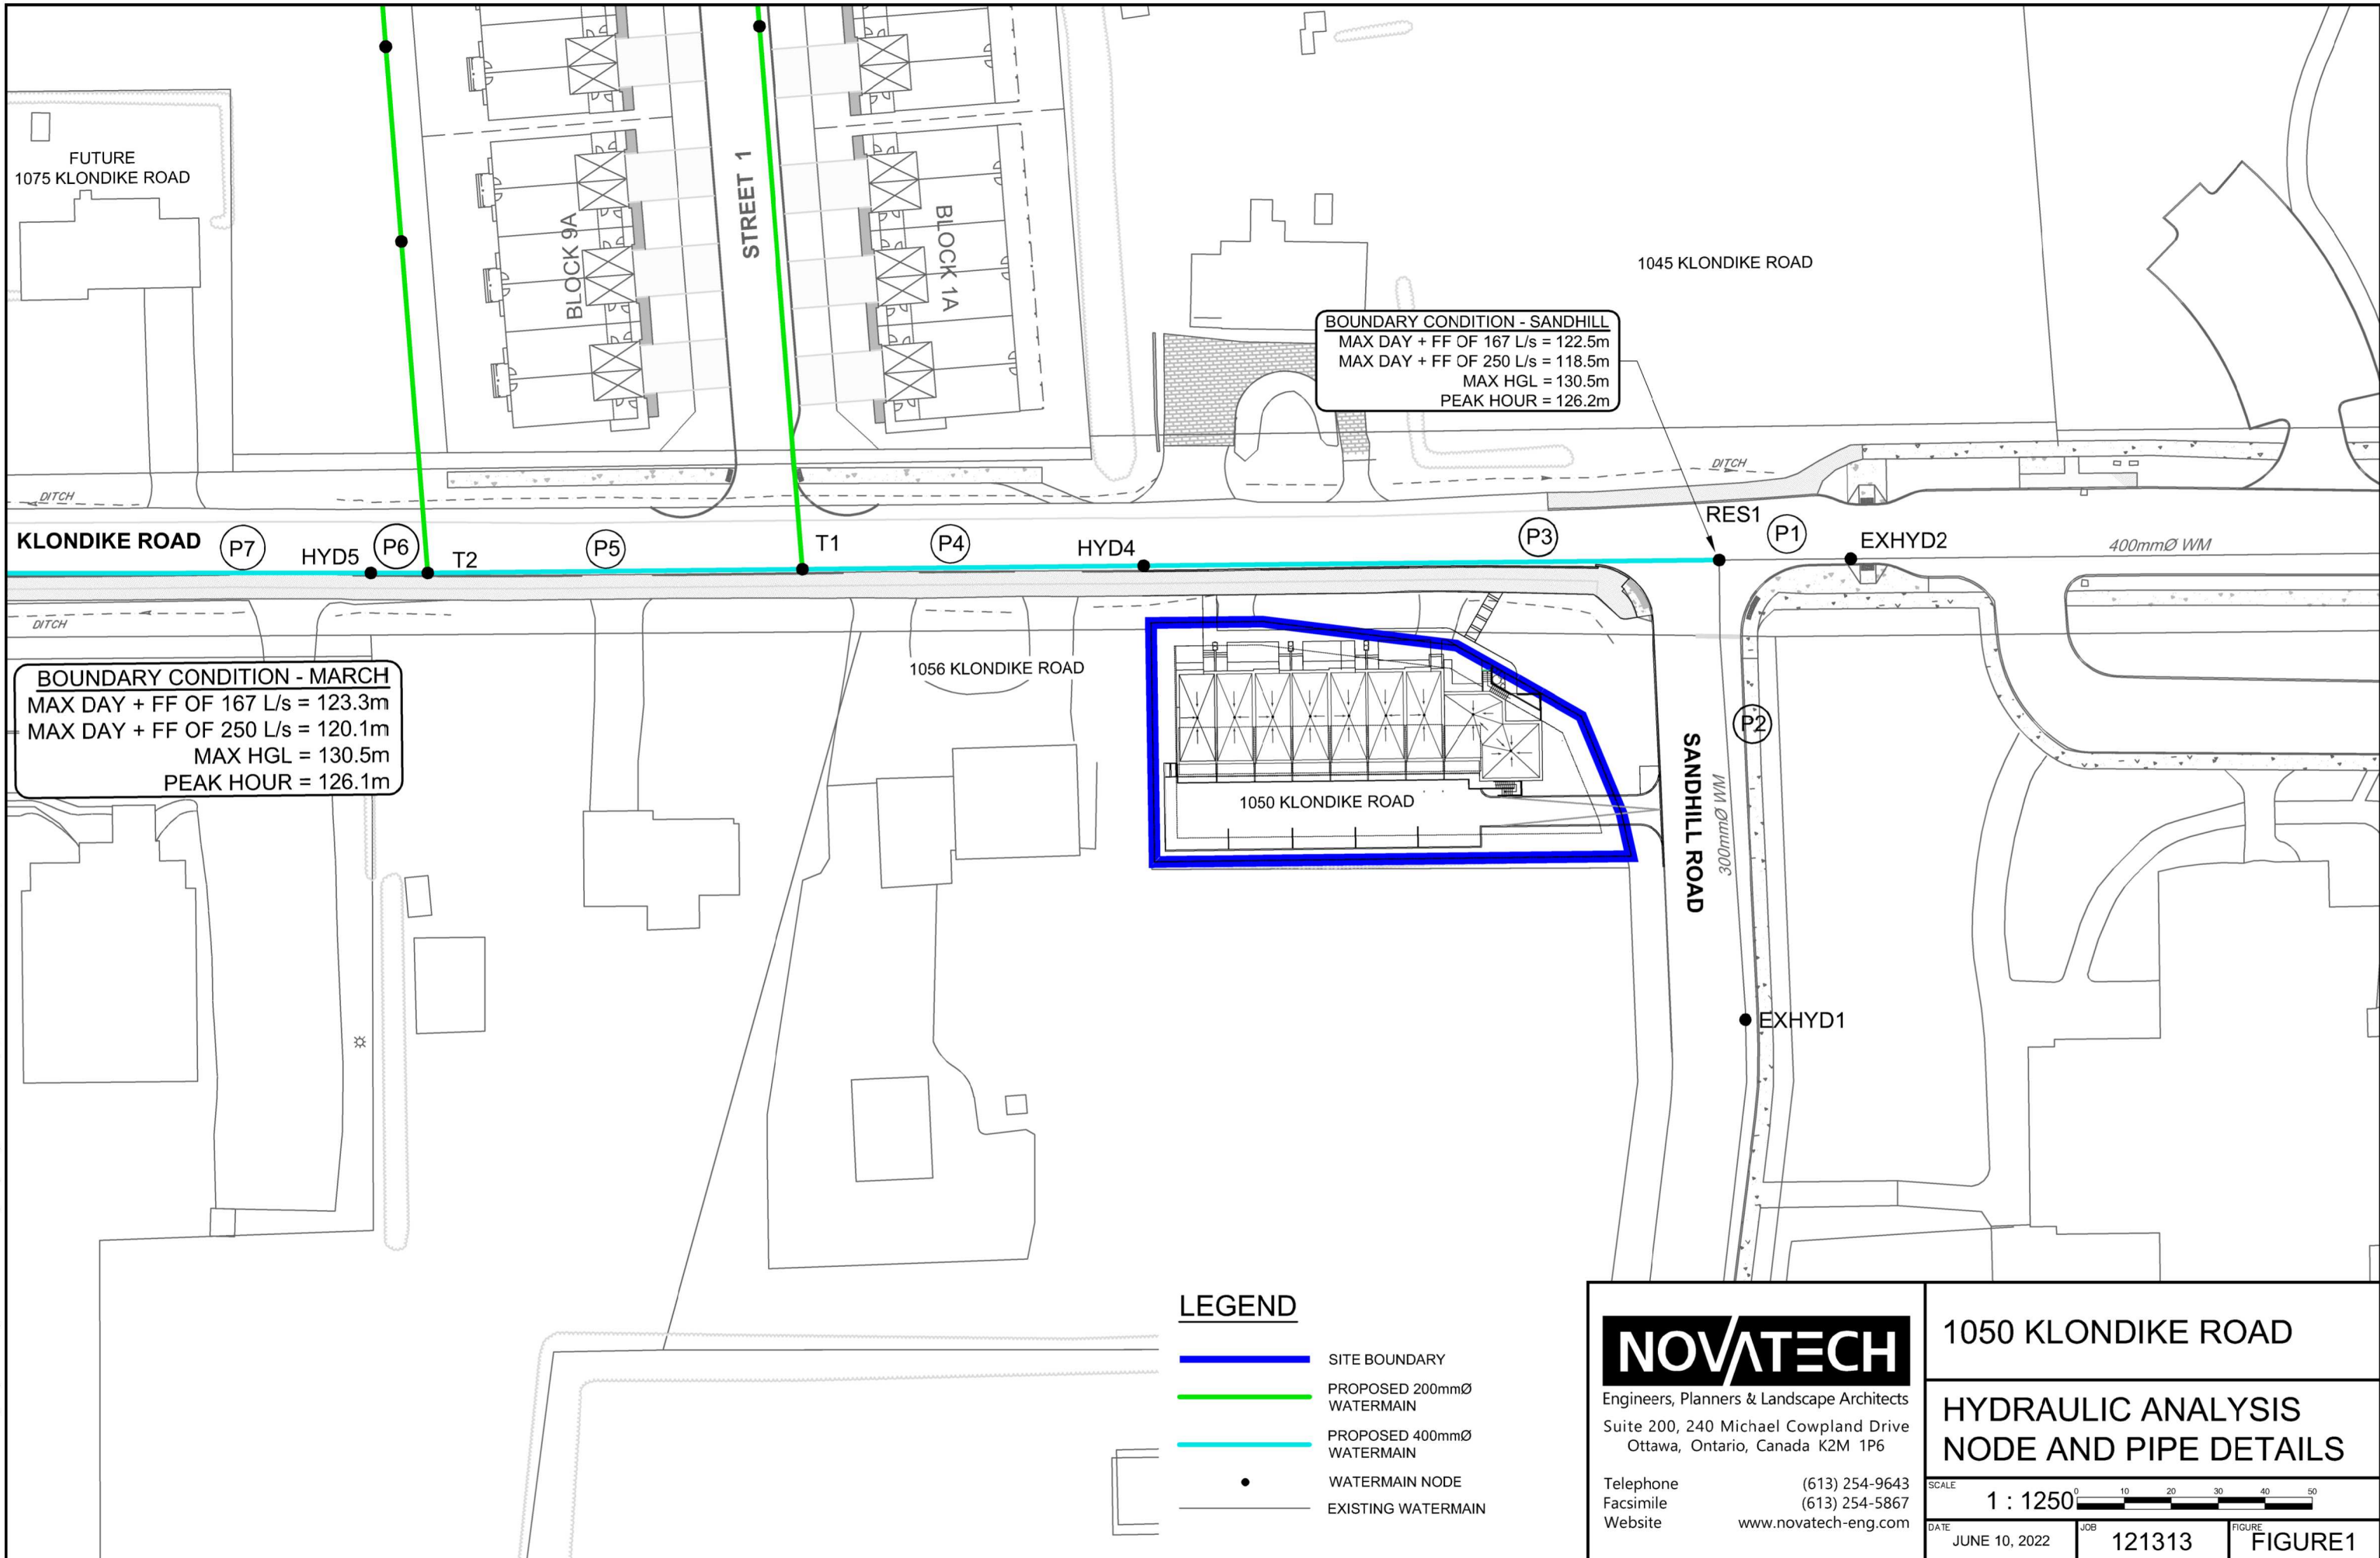 FUTURE
1075 KLONDIKE ROAD
BLOCK 9A
STREET 1
BLOCK 1A
1045 KLONDIKE ROAD
BOUNDARY CONDITION - SANDHILL
MAX DAY + FF OF 167 L/s = 122.5m
MAX DAY + FF OF 250 L/s = 118.5m
MAX HGL = 130.5m
PEAK HOUR = 126.2m
DITCH
DITCH
KLONDIKE ROAD
P7
HYD5
P6
T2
P5
T1
P4
HYD4
P3
RES1
P1
EXHYD2
400mmØ WM
DITCH
BOUNDARY CONDITION - MARCH
MAX DAY + FF OF 167 L/s = 123.3m
MAX DAY + FF OF 250 L/s = 120.1m
MAX HGL = 130.5m
PEAK HOUR = 126.1m
1056 KLONDIKE ROAD
1050 KLONDIKE ROAD
SANDHILL ROAD
300mmØ WM
P2
EXHYD1
LEGEND
SITE BOUNDARY
PROPOSED 200mmØ
WATERMAIN
PROPOSED 400mmØ
WATERMAIN
WATERMAIN NODE
EXISTING WATERMAIN
NOVATECH
Engineers, Planners & Landscape Architects
Suite 200, 240 Michael Cowpland Drive
Ottawa, Ontario, Canada K2M 1P6
Telephone (613) 254-9643
Facsimile (613) 254-5867
Website www.novatech-eng.com
1050 KLONDIKE ROAD
HYDRAULIC ANALYSIS
NODE AND PIPE DETAILS
SCALE
1 : 1250
0 10 20 30 40 50
DATE
JUNE 10, 2022
JOB
121313
FIGURE
FIGURE1